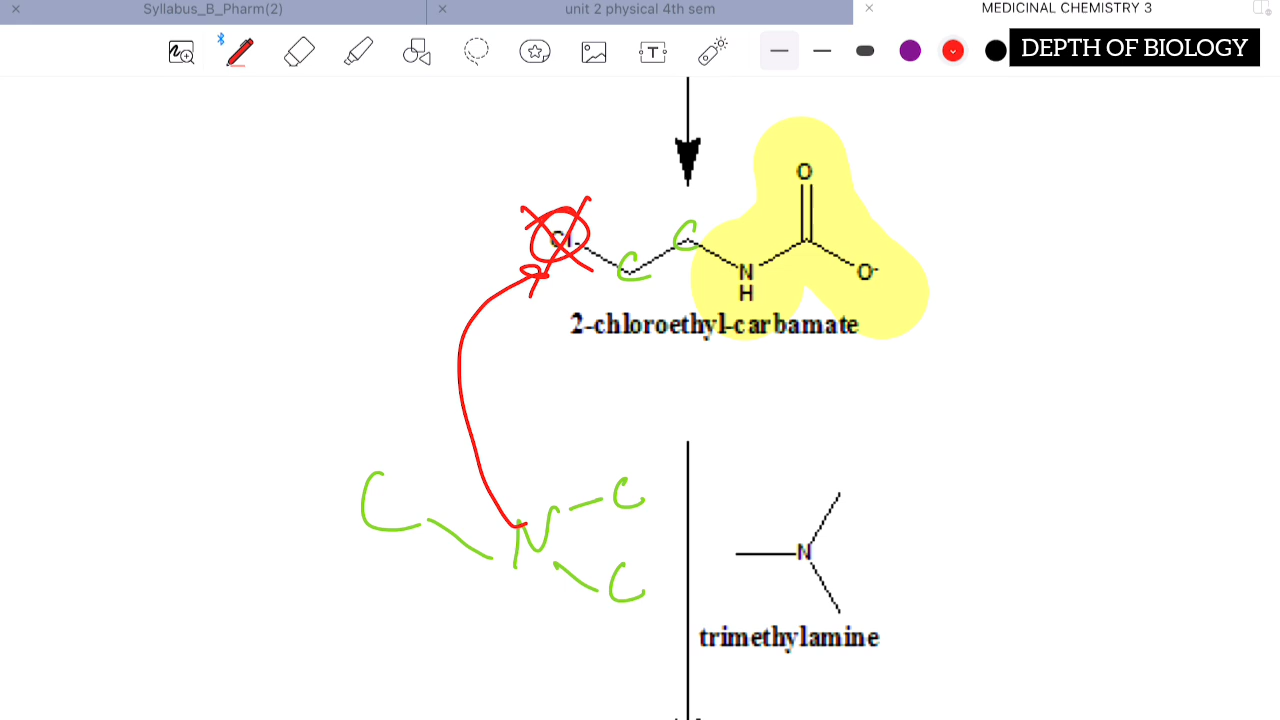 Syllabus_B_Pharm(2)
unit 2 physical 4th sem
MEDICINAL CHEMISTRY 3
T
DEPTH OF BIOLOGY
O
Cl
C
C
N
H
O-
2-chloroethyl-carbamate
C
N
C
C
N
trimethylamine